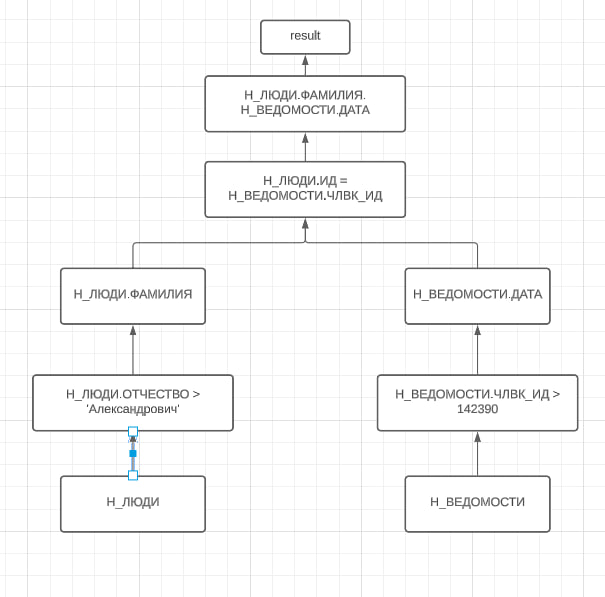 result
Н_ЛЮДИ.ФАМИЛИЯ.
Н_ВЕДОМОСТИ.ДАТА
Н_ЛЮДИ.ИД =
Н_ВЕДОМОСТИ.ЧЛВК_ИД
Н_ЛЮДИ.ФАМИЛИЯ
Н_ВЕДОМОСТИ.ДАТА
Н_ЛЮДИ.ОТЧЕСТВО >
'Александрович'
Н_ВЕДОМОСТИ.ЧЛВК_ИД >
142390
Н_ЛЮДИ
Н_ВЕДОМОСТИ